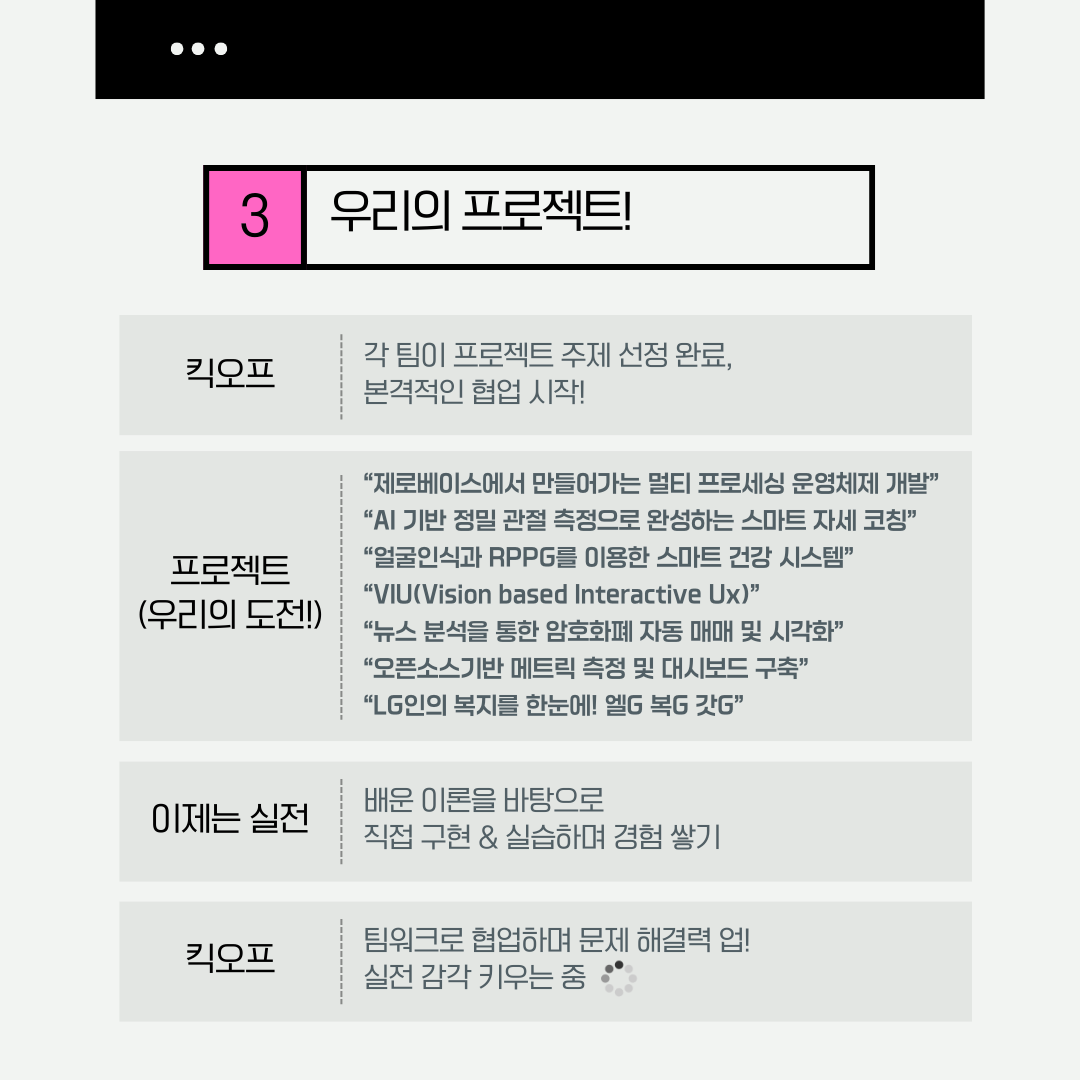 3
우리의 프로젝트!
킥오프
각 팀이 프로젝트 주제 선정 완료,
본격적인 협업 시작!
프로젝트
(우리의 도전!)
“제로베이스에서 만들어가는 멀티 프로세싱 운영체제 개발”
“AI 기반 정밀 관절 측정으로 완성하는 스마트 자세 코칭”
“얼굴인식과 RPPG를 이용한 스마트 건강 시스템”
“VIU(Vision based Interactive Ux)”
“뉴스 분석을 통한 암호화폐 자동 매매 및 시각화”
“오픈소스기반 메트릭 측정 및 대시보드 구축”
“LG인의 복지를 한눈에! 엘G 복G 갓G”
이제는 실전
배운 이론을 바탕으로
직접 구현 & 실습하며 경험 쌓기
킥오프
팀워크로 협업하며 문제 해결력 업!
실전 감각 키우는 중